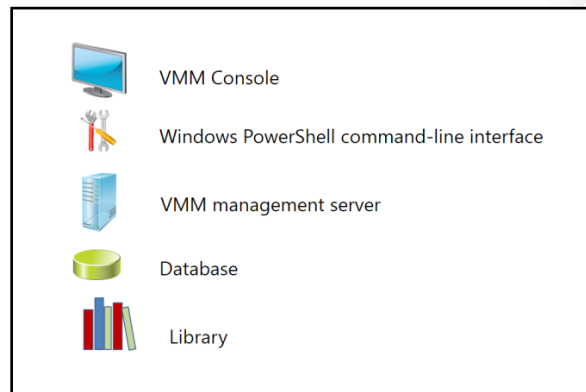 VMM Console
Windows PowerShell command-line interface
VMM management server
Database
Library